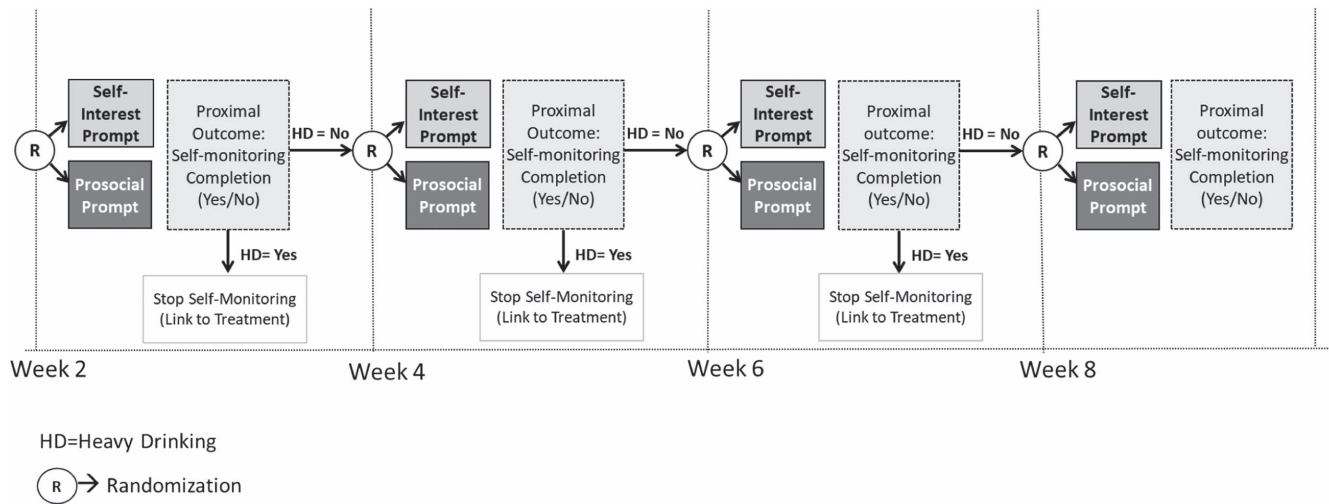 Self-
Interest
Prompt
Proximal
Outcome:
Self-monitoring
Completion
(Yes/No)
R
Prosocial
Prompt
HD = No
HD= Yes
Stop Self-Monitoring
(Link to Treatment)
Self-
Interest
Prompt
Proximal
Outcome:
Self-monitoring
Completion
(Yes/No)
R
Prosocial
Prompt
HD = No
HD= Yes
Stop Self-Monitoring
(Link to Treatment)
Self-
Interest
Prompt
Proximal
outcome:
Self-monitoring
Completion
(Yes/No)
R
Prosocial
Prompt
HD = No
HD= Yes
Stop Self-Monitoring
(Link to Treatment)
Self-
Interest
Prompt
Proximal
outcome:
Self-monitoring
Completion
(Yes/No)
R
Prosocial
Prompt
Week 2
Week 4
Week 6
Week 8
HD=Heavy Drinking
R Randomization